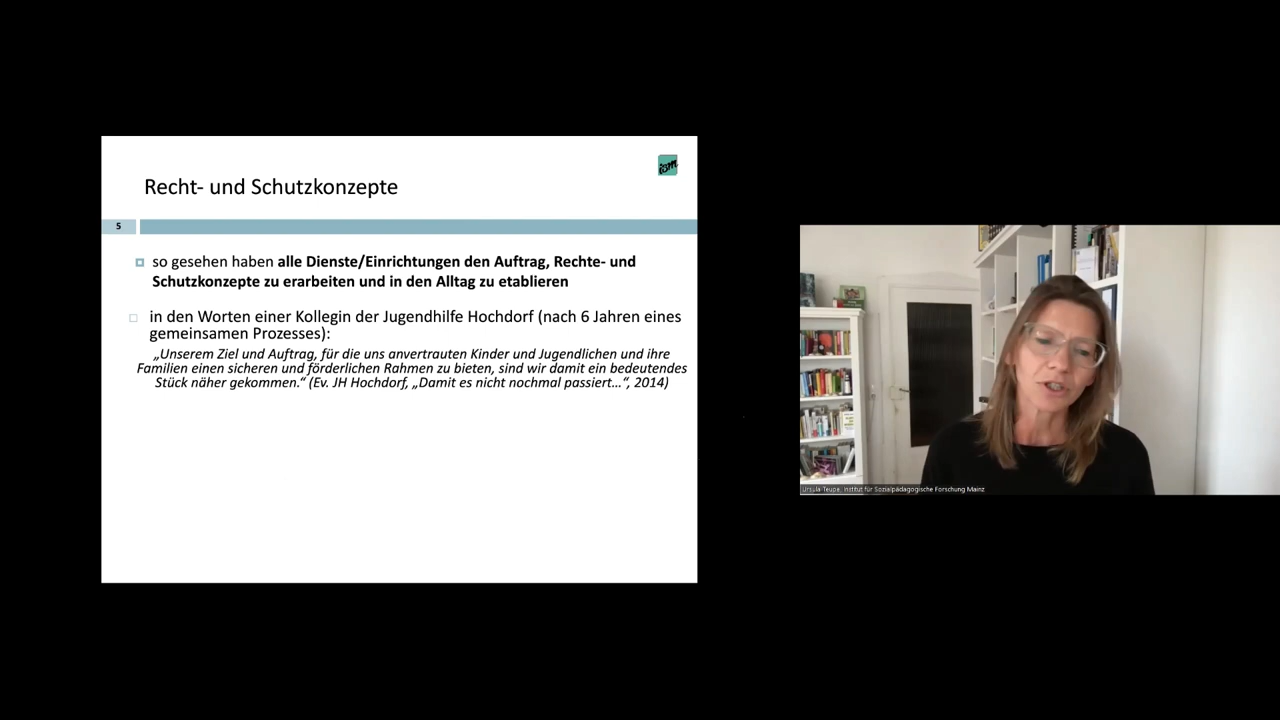 ism
Recht- und Schutzkonzepte
5
so gesehen haben alle Dienste/Einrichtungen den Auftrag, Rechte- und
Schutzkonzepte zu erarbeiten und in den Alltag zu etablieren
in den Worten einer Kollegin der Jugendhilfe Hochdorf (nach 6 Jahren eines
gemeinsamen Prozesses):
„Unserem Ziel und Auftrag, für die uns anvertrauten Kinder und Jugendlichen und ihre
Familien einen sicheren und förderlichen Rahmen zu bieten, sind wir damit ein bedeutendes
Stück näher gekommen.“ (Ev. JH Hochdorf, „Damit es nicht nochmal passiert…“, 2014)
Ursula Teupe, Institut für Sozialpädagogische Forschung Mainz